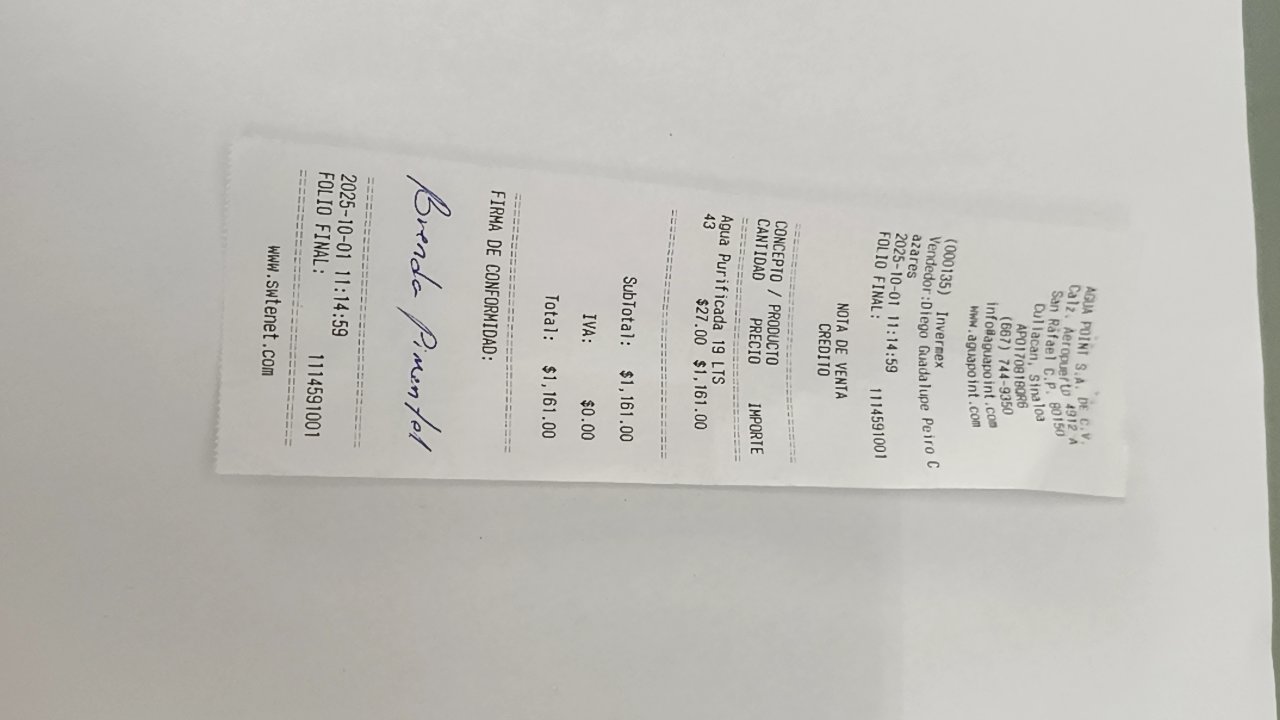 AGUA POINT S.A. DE C.V.
Calz. Aeropuerto 4912 A
San Rafael C.P. 80150
Culiacan, Sinaloa
APO170818DR6
(667) 744-9350
info@aguapoint.com
www.aguapoint.com
(000135) Invermex
Vendedor:Diego Guadalupe Peiro C
azares
2025-10-01 11:14:59
FOLIO FINAL: 1114591001
NOTA DE VENTA
CREDITO
CONCEPTO / PRODUCTO
CANTIDAD PRECIO IMPORTE
Agua Purificada 19 LTS
43 $27.00 $1,161.00
SubTotal: $1,161.00
IVA: $0.00
Total: $1,161.00
FIRMA DE CONFORMIDAD:
Brenda Pimentel
2025-10-01 11:14:59
FOLIO FINAL: 1114591001
www.swtenet.com